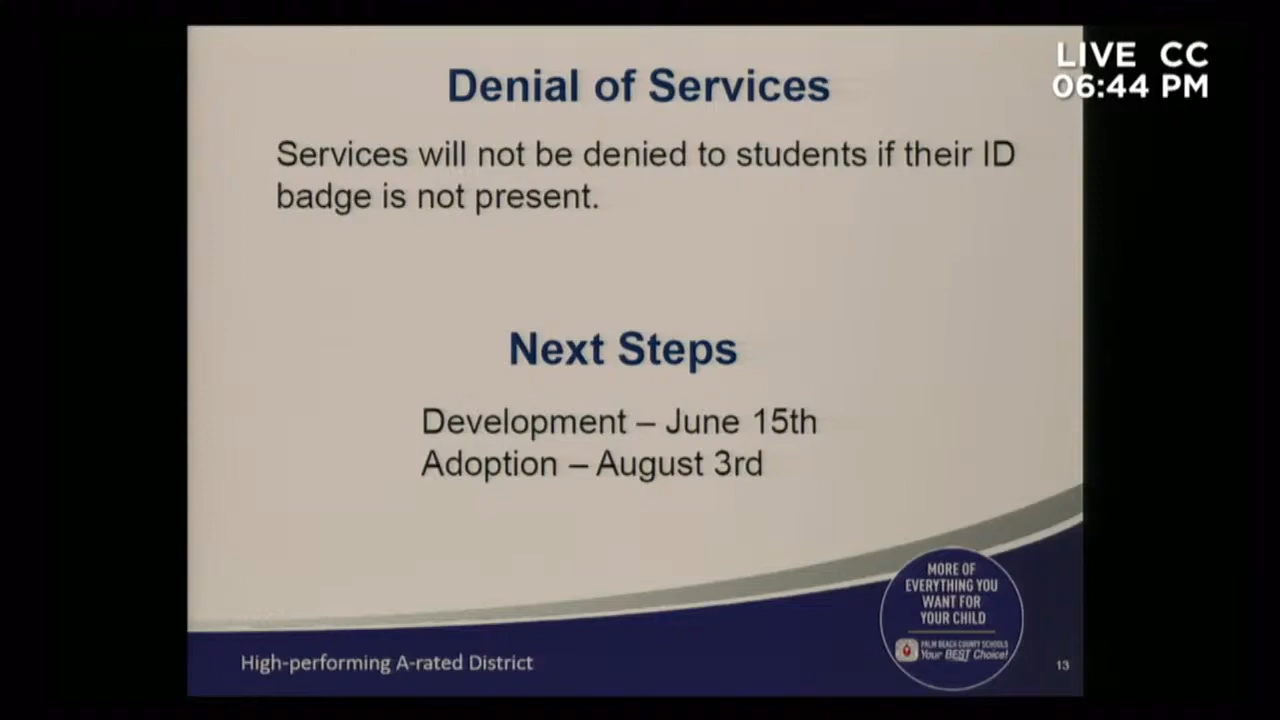 LIVE CC
06:44 PM
Denial of Services
Services will not be denied to students if their ID
badge is not present.
Next Steps
Development – June 15th
Adoption – August 3rd
MORE OF
EVERYTHING YOU
WANT FOR
YOUR CHILD
PALM BEACH COUNTY SCHOOLS
Your BEST Choice!
High-performing A-rated District
13